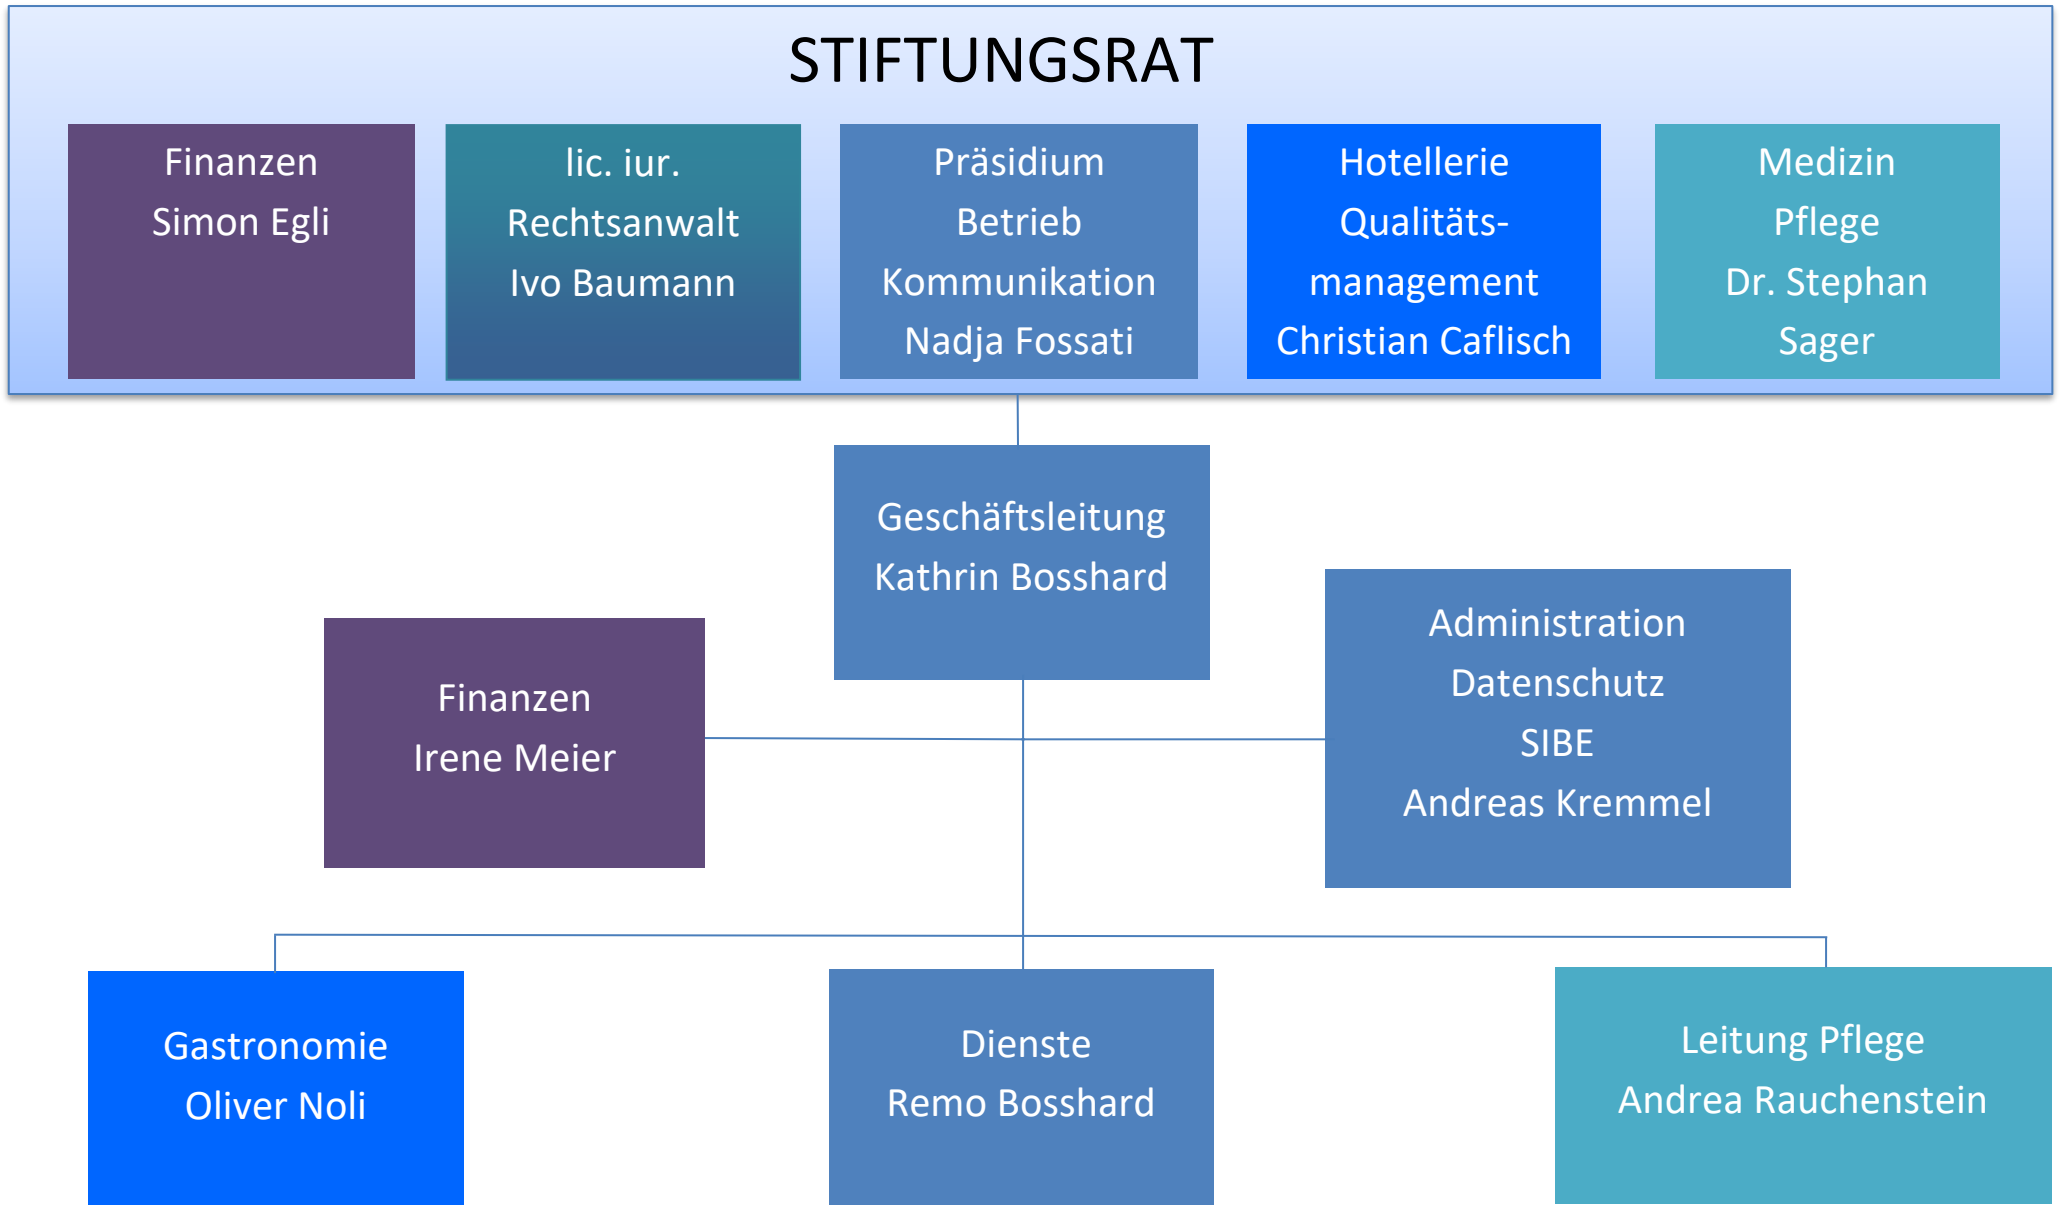 STIFTUNGSRAT
Finanzen
Simon Egli
lic. iur.
Rechtsanwalt
Ivo Baumann
Präsidium
Betrieb
Kommunikation
Nadja Fossati
Hotellerie
Qualitäts-
management
Christian Caflisch
Medizin
Pflege
Dr. Stephan
Sager
Geschäftsleitung
Kathrin Bosshard
Finanzen
Irene Meier
Administration
Datenschutz
SIBE
Andreas Kremmel
Gastronomie
Oliver Noli
Dienste
Remo Bosshard
Leitung Pflege
Andrea Rauchenstein